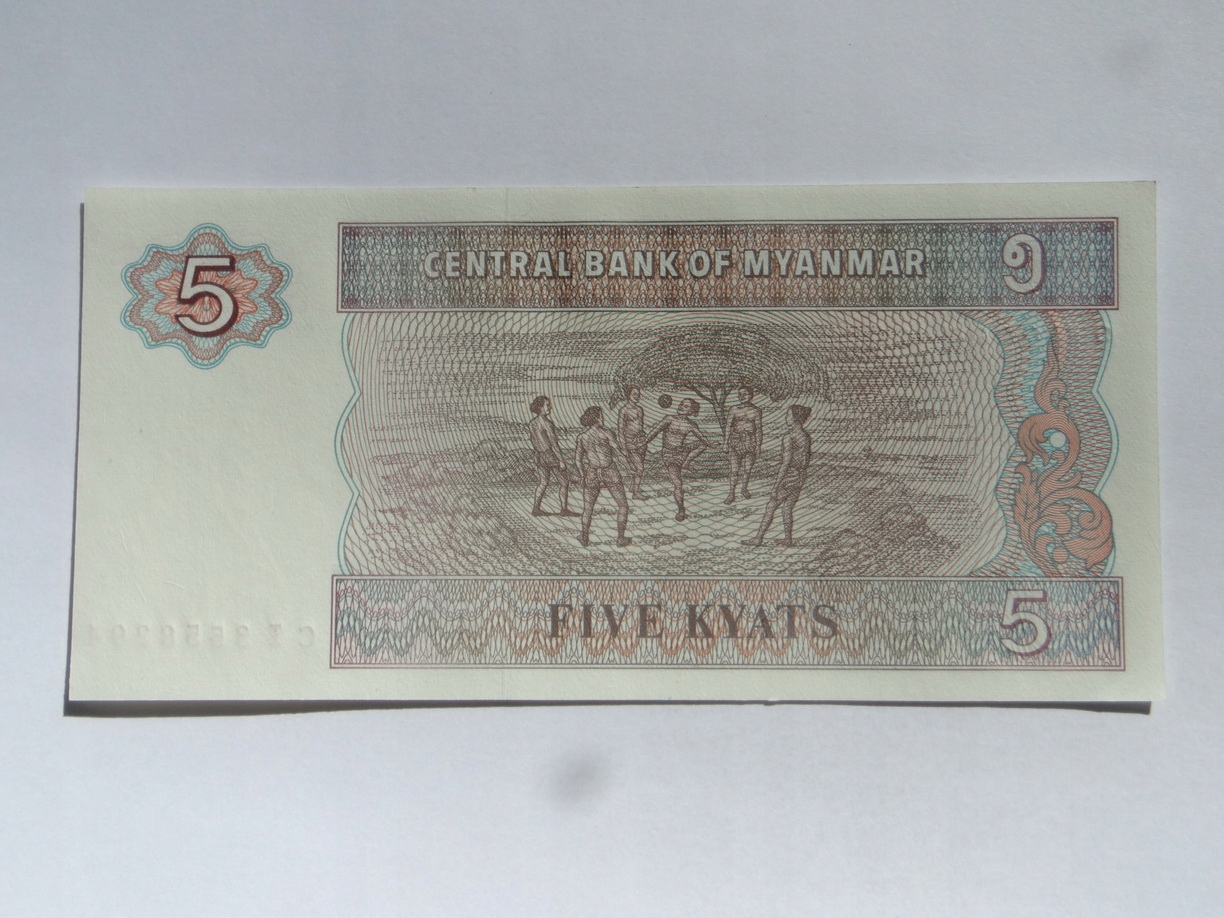 5
CENTRAL BANK OF MYANMAR ၅
FIVE KYATS 5